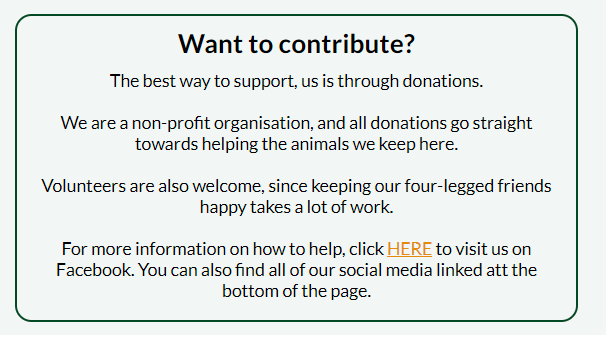 Want to contribute?
The best way to support, us is through donations.
We are a non-profit organisation, and all donations go straight
towards helping the animals we keep here.
Volunteers are also welcome, since keeping our four-legged friends
happy takes a lot of work.
For more information on how to help, click HERE to visit us on
Facebook. You can also find all of our social media linked att the
bottom of the page.